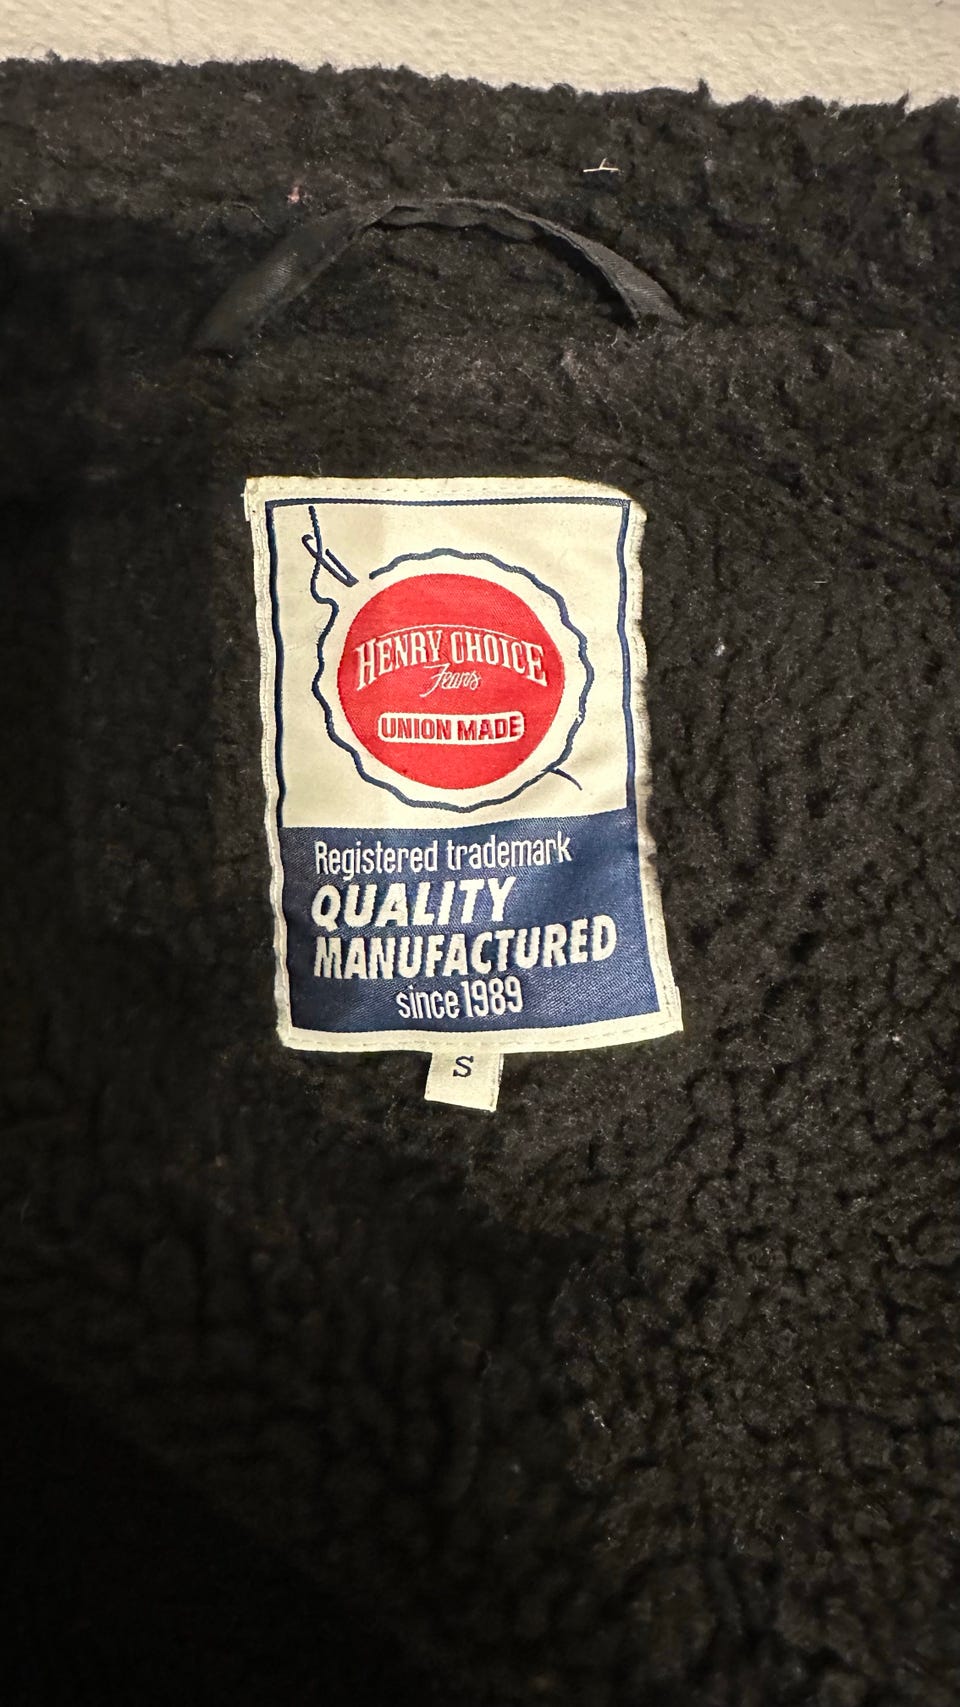 HENRY CHOICE
Jeans
UNION MADE
Registered trademark
QUALITY
MANUFACTURED
since 1989
S